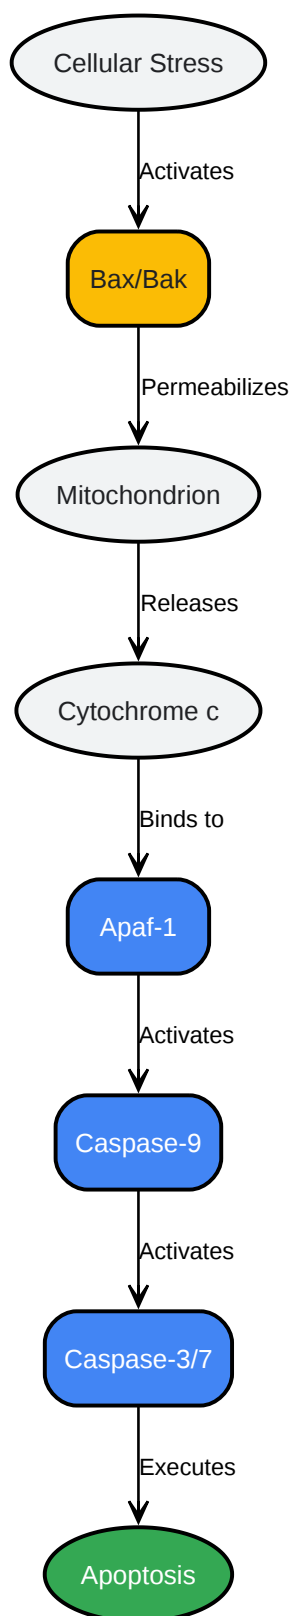 Cellular Stress
Activates
Bax/Bak
Permeabilizes
Mitochondrion
Releases
Cytochrome c
Binds to
Apaf-1
Activates
Caspase-9
Activates
Caspase-3/7
Executes
Apoptosis